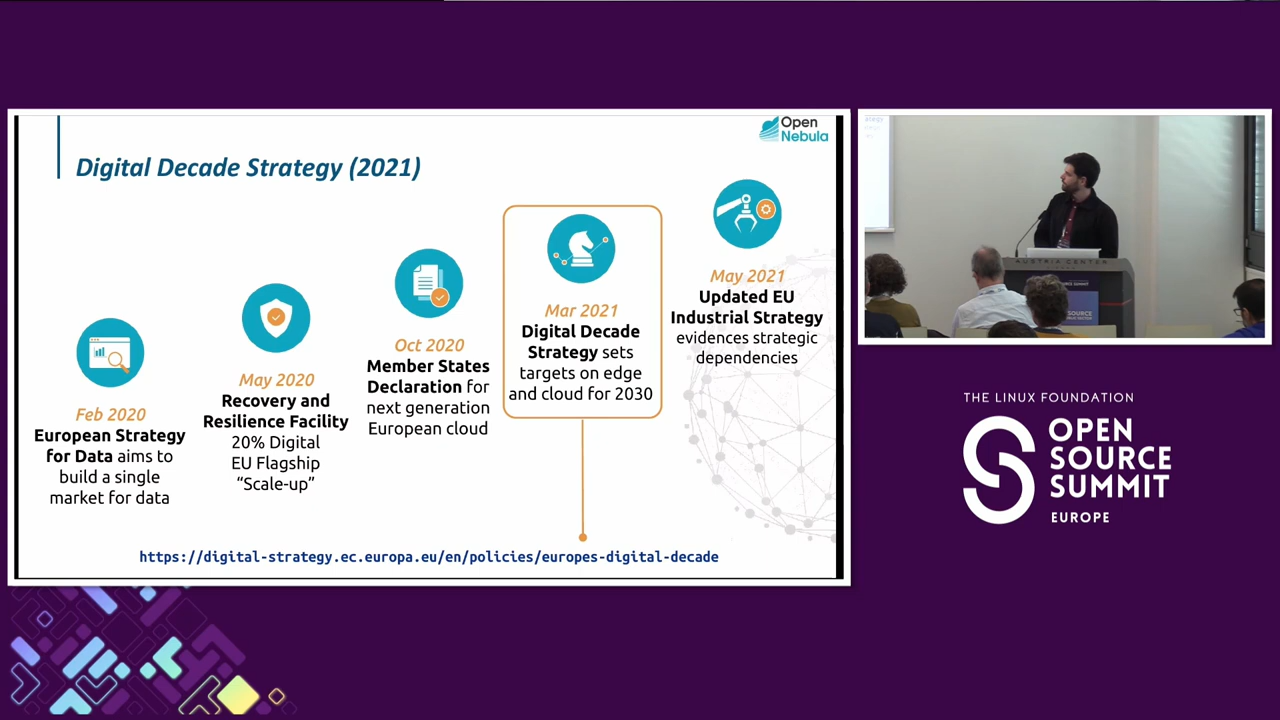 Open
Nebula
Digital Decade Strategy (2021)
Feb 2020
European Strategy
for Data aims to
build a single
market for data
May 2020
Recovery and
Resilience Facility
20% Digital
EU Flagship
“Scale-up”
Oct 2020
Member States
Declaration for
next generation
European cloud
Mar 2021
Digital Decade
Strategy sets
targets on edge
and cloud for 2030
May 2021
Updated EU
Industrial Strategy
evidences strategic
dependencies
https://digital-strategy.ec.europa.eu/en/policies/europes-digital-decade
AUSTRIA CENTER
THE LINUX FOUNDATION
OPEN
SOURCE
SUMMIT
EUROPE